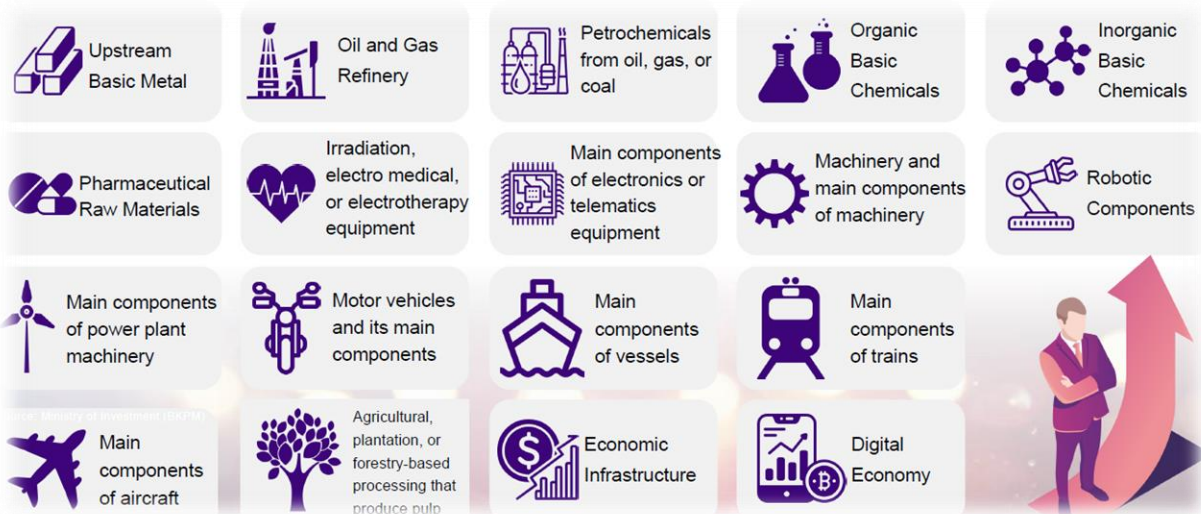 Upstream
Basic Metal
Oil and Gas
Refinery
Petrochemicals
from oil, gas, or
coal
Organic
Basic
Chemicals
Inorganic
Basic
Chemicals
Pharmaceutical
Raw Materials
Irradiation,
electro medical,
or electrotherapy
equipment
Main components
of electronics or
telematics
equipment
Machinery and
main components
of machinery
Robotic
Components
Main components
of power plant
machinery
Motor vehicles
and its main
components
Main
components
of vessels
Main
components
of trains
Ministry of Investment (BKPM)
Main
components
of aircraft
Agricultural,
plantation, or
forestry-based
processing that
produce pulp
Economic
Infrastructure
Digital
Economy